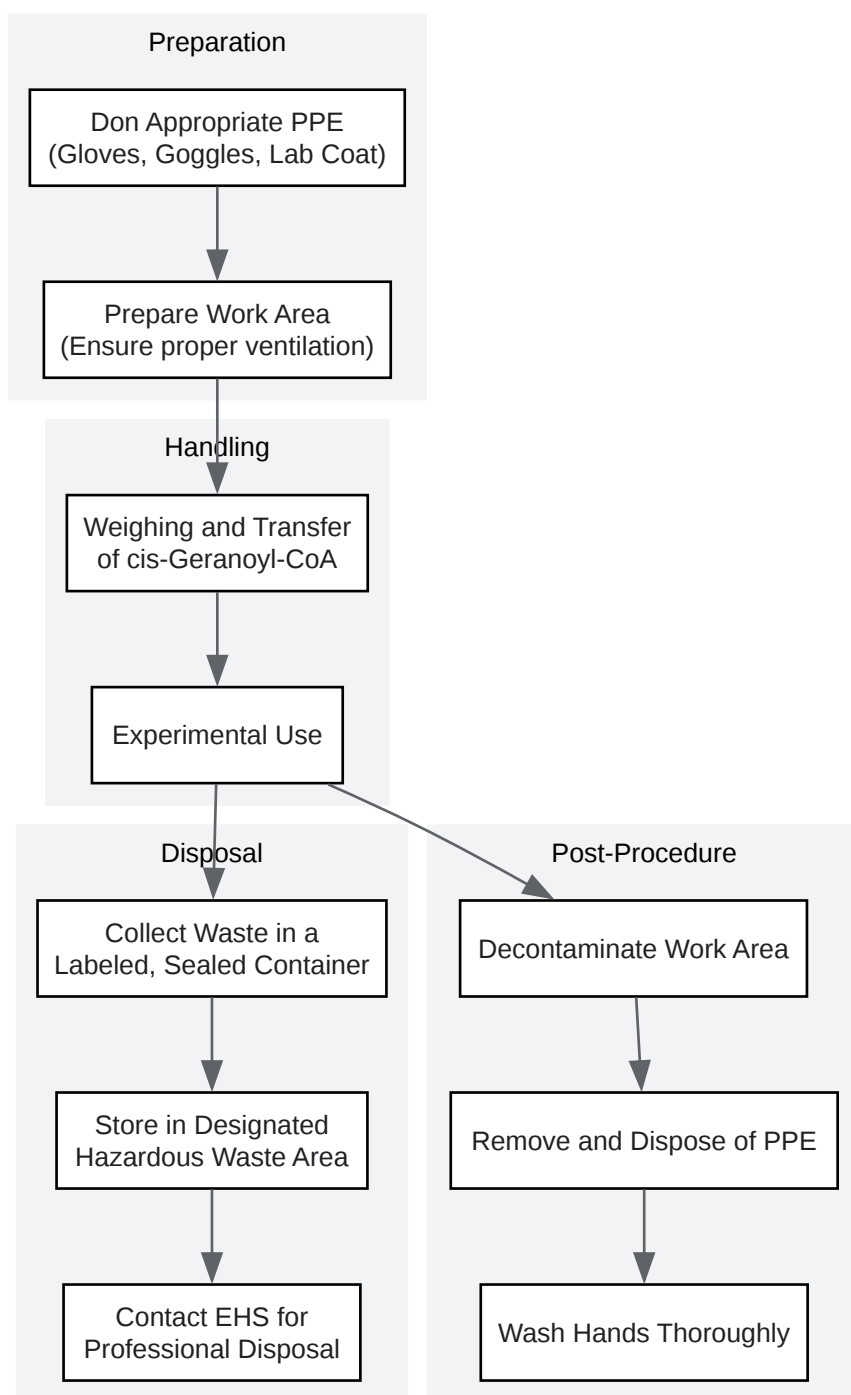 Preparation
Don Appropriate PPE
(Gloves, Goggles, Lab Coat)
Prepare Work Area
(Ensure proper ventilation)
Handling
Weighing and Transfer
of cis-Geranoyl-CoA
Experimental Use
Disposal
Collect Waste in a
Labeled, Sealed Container
Store in Designated
Hazardous Waste Area
Contact EHS for
Professional Disposal
Post-Procedure
Decontaminate Work Area
Remove and Dispose of PPE
Wash Hands Thoroughly